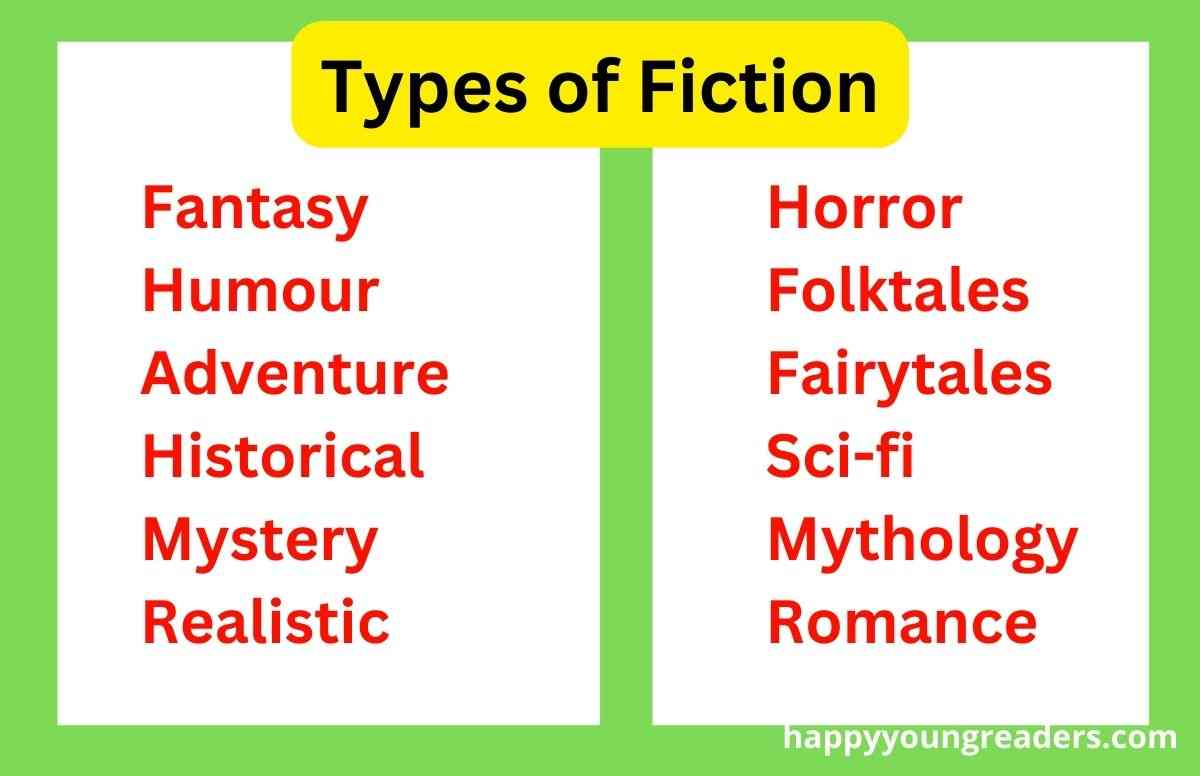 Types of Fiction
Fantasy
Humour
Adventure
Historical
Mystery
Realistic
Horror
Folktales
Fairytales
Sci-fi
Mythology
Romance
happyyoungreaders.com